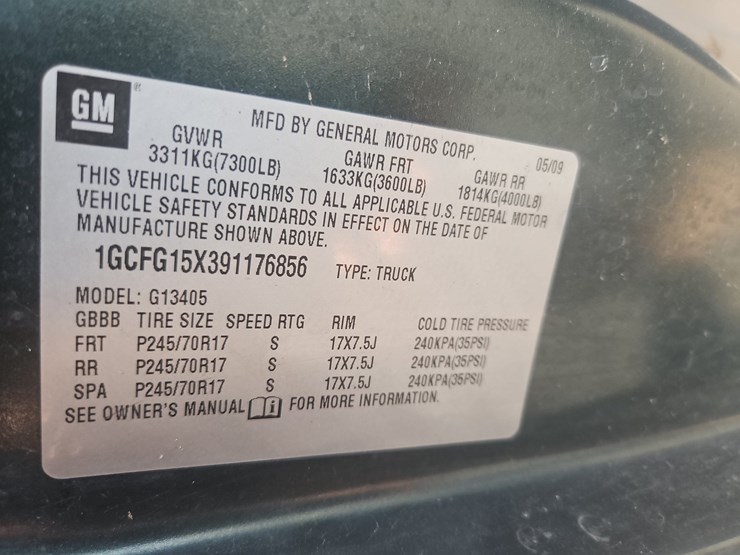 GM
MFD BY GENERAL MOTORS CORP. 05/09
GVWR GAWR FRT GAWR RR
3311KG(7300LB) 1633KG(3600LB) 1814KG(4000LB)
THIS VEHICLE CONFORMS TO ALL APPLICABLE U.S. FEDERAL MOTOR
VEHICLE SAFETY STANDARDS IN EFFECT ON THE DATE OF
MANUFACTURE SHOWN ABOVE.
1GCFG15X391176856 TYPE: TRUCK
MODEL: G13405
GBBB TIRE SIZE SPEED RTG RIM COLD TIRE PRESSURE
FRT P245/70R17 S 17X7.5J 240KPA(35PSI)
RR P245/70R17 S 17X7.5J 240KPA(35PSI)
SPA P245/70R17 S 17X7.5J 240KPA(35PSI)
SEE OWNER'S MANUAL i FOR MORE INFORMATION.